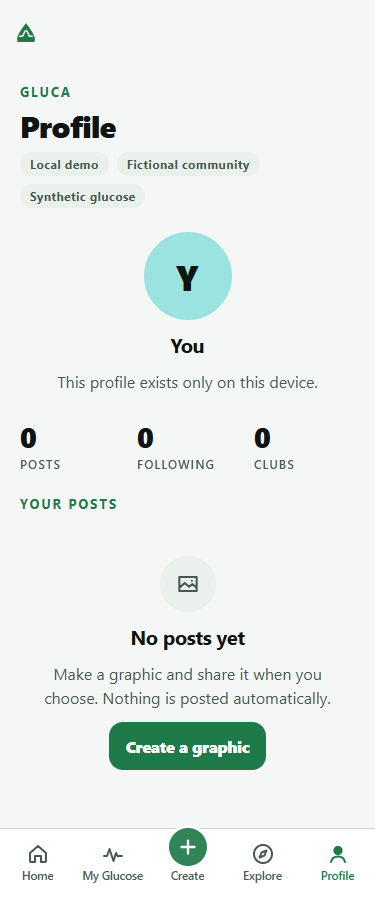 GLUCA
Profile
Local demo
Fictional community
Synthetic glucose
Y
You
This profile exists only on this device.
0
0
0
POSTS
FOLLOWING
CLUBS
YOUR POSTS
No posts yet
Make a graphic and share it when you
choose. Nothing is posted automatically.
Create a graphic
Home
My Glucose
Create
Explore
Profile